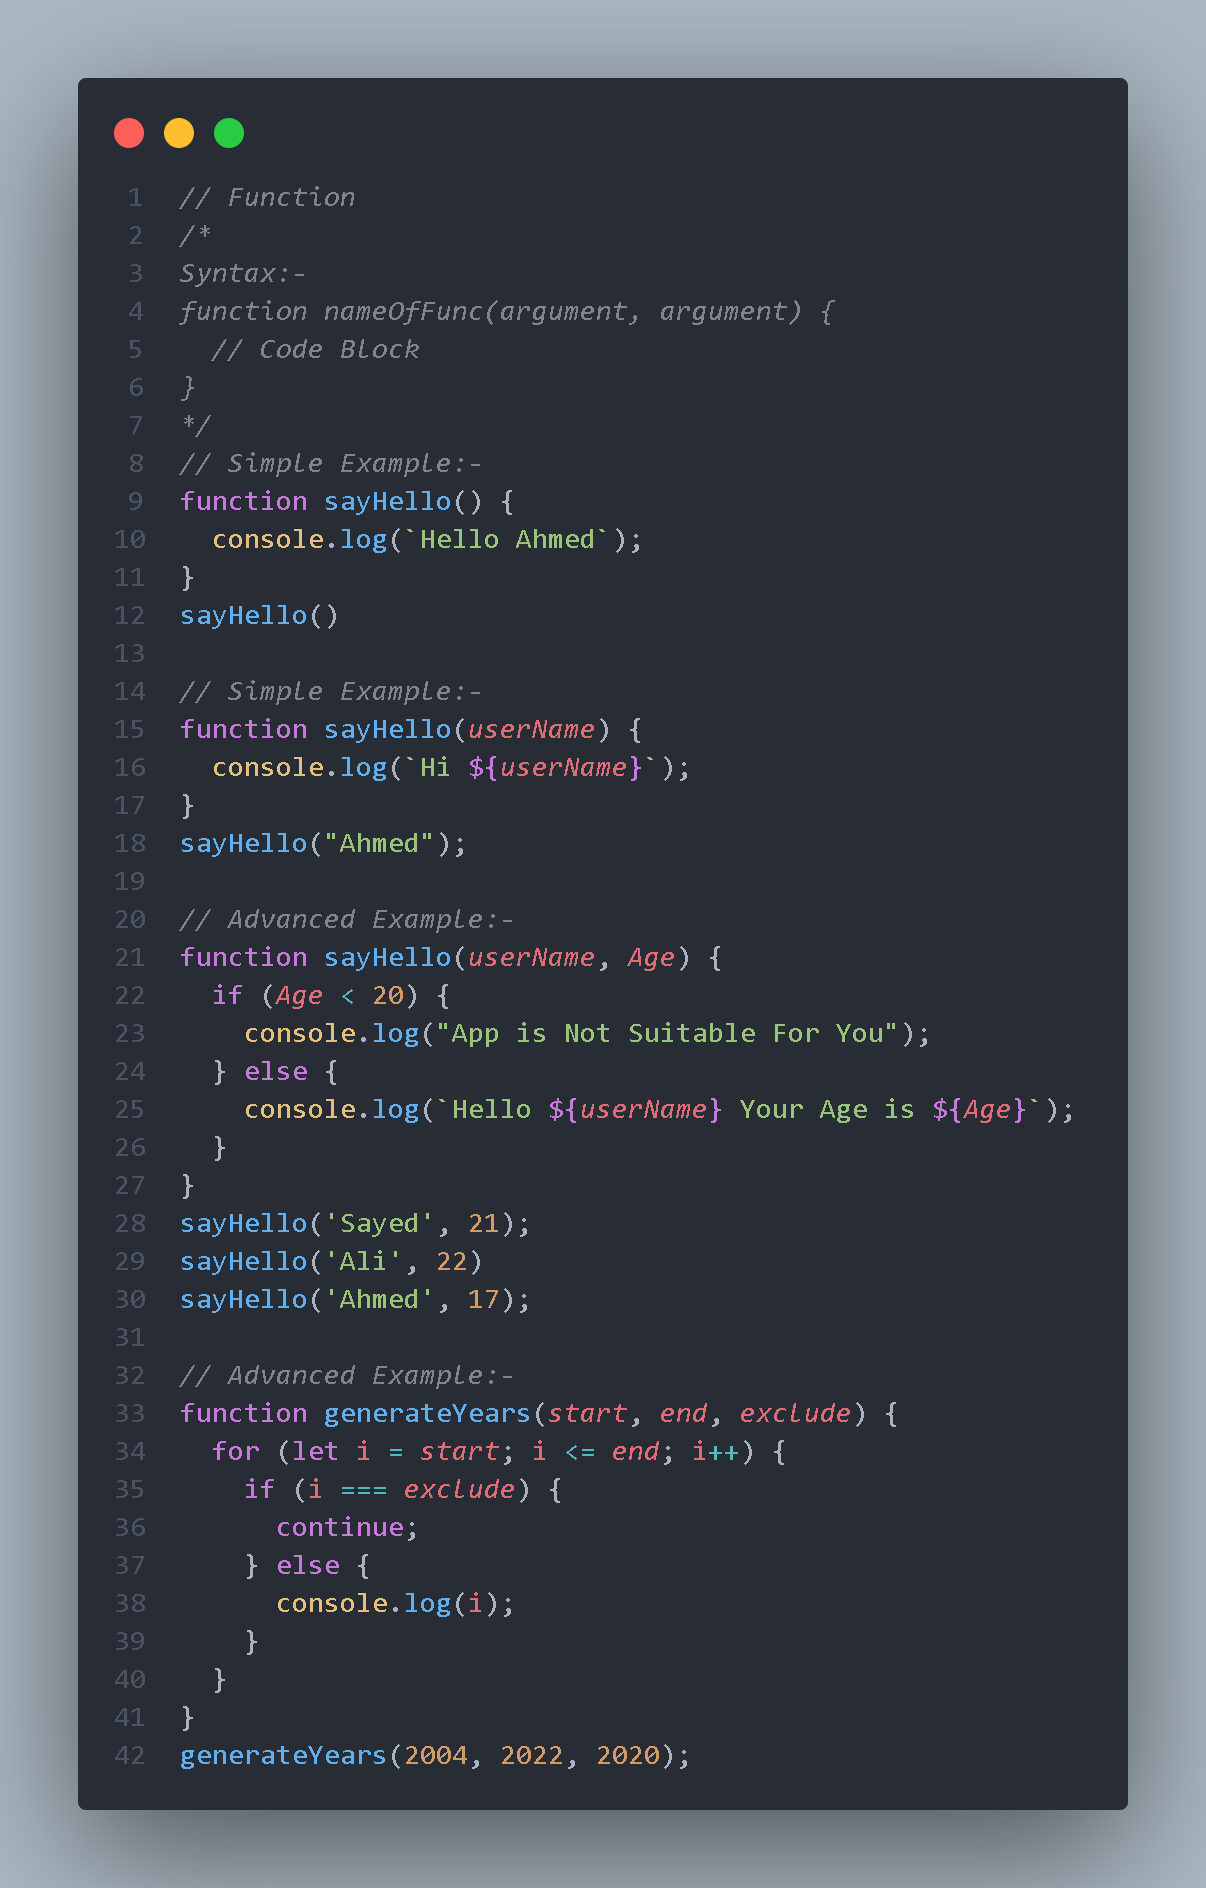 1 // Function
2 /*
3 Syntax:-
4 function nameOfFunc(argument, argument) {
5   // Code Block
6 }
7 */
8 // Simple Example:-
9 function sayHello() {
10   console.log(`Hello Ahmed`);
11 }
12 sayHello()
13
14 // Simple Example:-
15 function sayHello(userName) {
16   console.log(`Hi ${userName}`);
17 }
18 sayHello("Ahmed");
19
20 // Advanced Example:-
21 function sayHello(userName, Age) {
22   if (Age < 20) {
23     console.log("App is Not Suitable For You");
24   } else {
25     console.log(`Hello ${userName} Your Age is ${Age}`);
26   }
27 }
28 sayHello('Sayed', 21);
29 sayHello('Ali', 22)
30 sayHello('Ahmed', 17);
31
32 // Advanced Example:-
33 function generateYears(start, end, exclude) {
34   for (let i = start; i <= end; i++) {
35     if (i === exclude) {
36       continue;
37     } else {
38       console.log(i);
39     }
40   }
41 }
42 generateYears(2004, 2022, 2020);